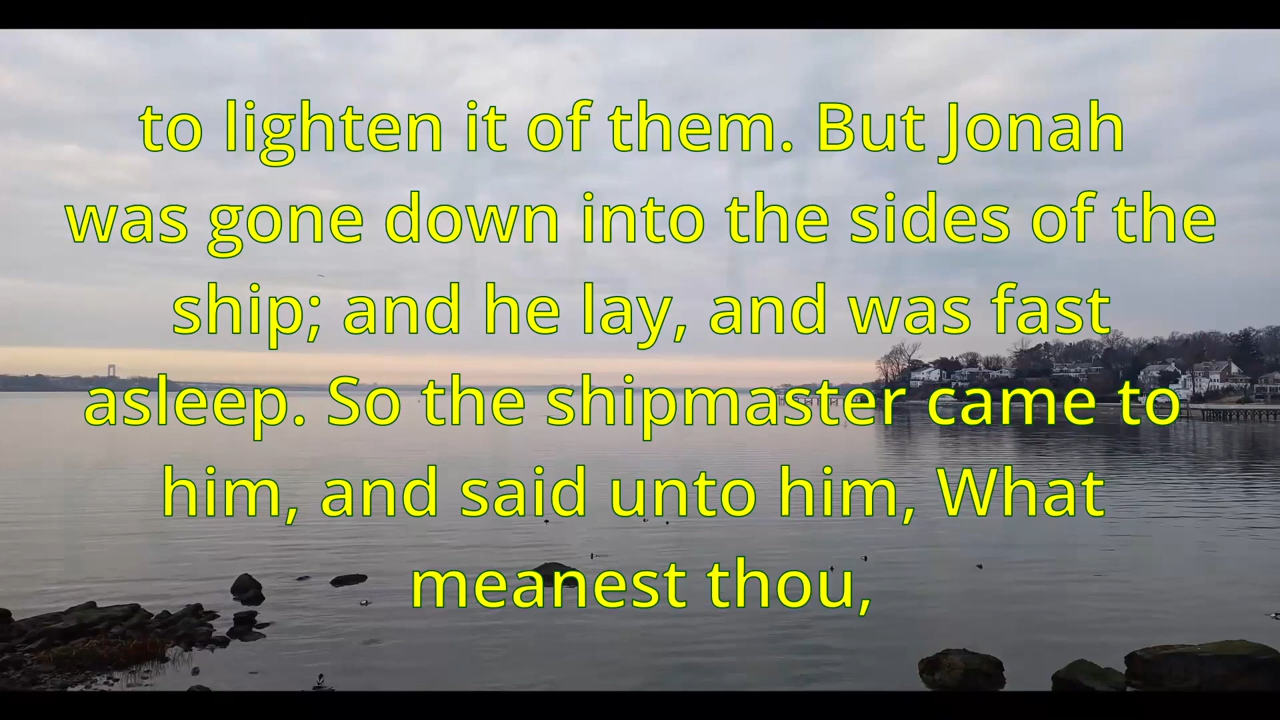 to lighten it of them. But Jonah
was gone down into the sides of the
ship; and he lay, and was fast
asleep. So the shipmaster came to
him, and said unto him, What
meanest thou,